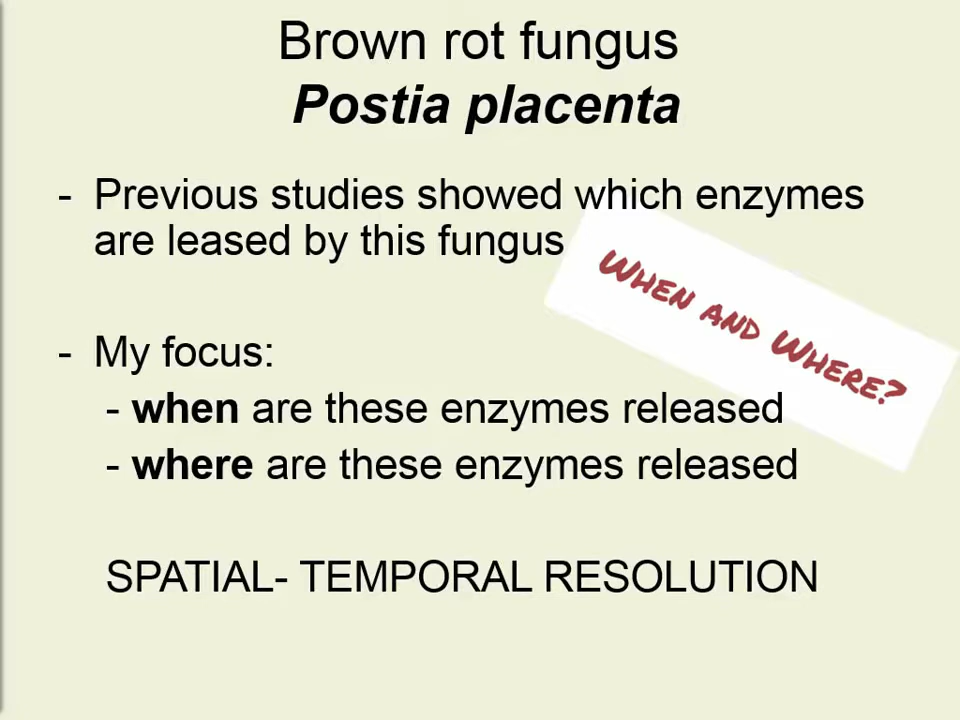 Brown rot fungus
Postia placenta
- Previous studies showed which enzymes
are leased by this fungus
When and Where?
- My focus:
- when are these enzymes released
- where are these enzymes released
SPATIAL- TEMPORAL RESOLUTION